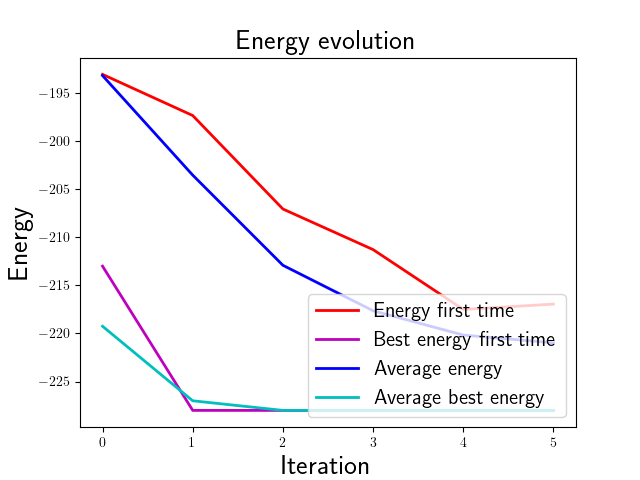 Energy evolution
Energy
−195
−200
−205
−210
−215
−220
−225
0 1 2 3 4 5
Iteration
Energy first time
Best energy first time
Average energy
Average best energy